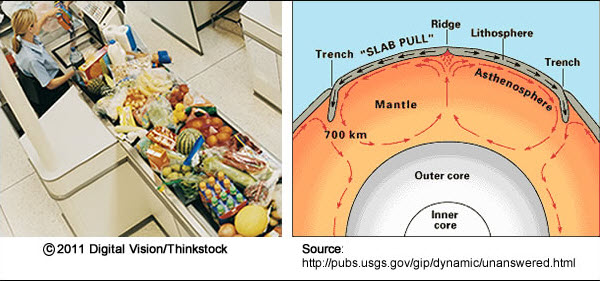 Ridge
"SLAB PULL"
Lithosphere
Trench
Trench
Asthenosphere
Mantle
700 km
Outer core
Inner
core
©2011 Digital Vision/Thinkstock
Source:
http://pubs.usgs.gov/gip/dynamic/unanswered.html